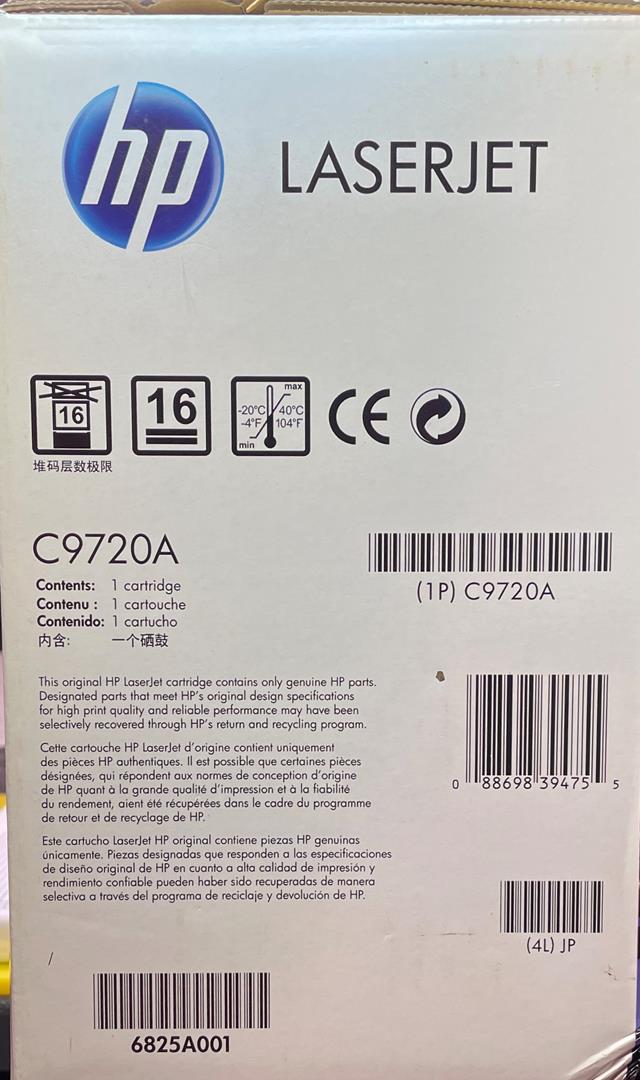 hp LASERJET
16
堆码层数极限
16
max
-20°C 40°C
-4°F 104°F
min
CE
C9720A
Contents: 1 cartridge
Contenu : 1 cartouche
Contenido: 1 cartucho
内含: 一个硒鼓
(1P) C9720A
This original HP LaserJet cartridge contains only genuine HP parts.
Designated parts that meet HP's original design specifications
for high print quality and reliable performance may have been
selectively recovered through HP's return and recycling program.
Cette cartouche HP LaserJet d'origine contient uniquement
des pièces HP authentiques. Il est possible que certaines pièces
désignées, qui répondent aux normes de conception d'origine
de HP quant à la grande qualité d'impression et à la fiabilité
du rendement, aient été récupérées dans le cadre du programme
de retour et de recyclage de HP.
Este cartucho LaserJet HP original contiene piezas HP genuinas
únicamente. Piezas designadas que responden a las especificaciones
de diseño original de HP en cuanto a alta calidad de impresión y
rendimiento confiable pueden haber sido recuperadas de manera
selectiva a través del programa de reciclaje y devolución de HP.
0 88698 39475 5
(4L) JP
6825A001